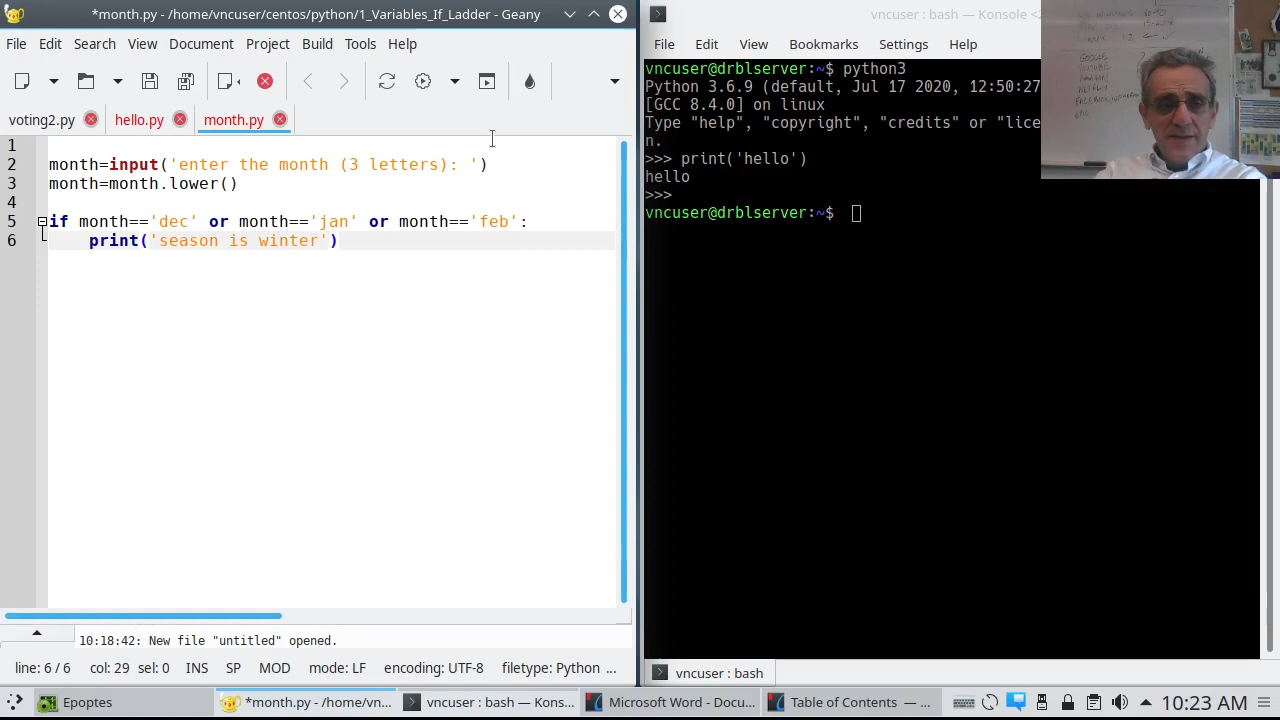 *month.py - /home/vncuser/centos/python/1_Variables_If_Ladder - Geany
File Edit Search View Document Project Build Tools Help
voting2.py hello.py month.py
1
2 month=input('enter the month (3 letters): ')
3 month=month.lower()
4
5 if month=='dec' or month=='jan' or month=='feb':
6 print('season is winter')
10:18:42: New file "untitled" opened.
line: 6 / 6 col: 29 sel: 0 INS SP MOD mode: LF encoding: UTF-8 filetype: Python ...
vncuser : bash — Konsole <2
File Edit View Bookmarks Settings Help
vncuser@drblserver:~$ python3
Python 3.6.9 (default, Jul 17 2020, 12:50:27
[GCC 8.4.0] on linux
Type "help", "copyright", "credits" or "lice
n.
>>> print('hello')
hello
>>>
vncuser@drblserver:~$
vncuser : bash
GOOGLE
YOUTUBE
Epoptes
*month.py - /home/vn...
vncuser : bash — Kons...
Microsoft Word - Docu...
Table of Contents — ...
10:23 AM